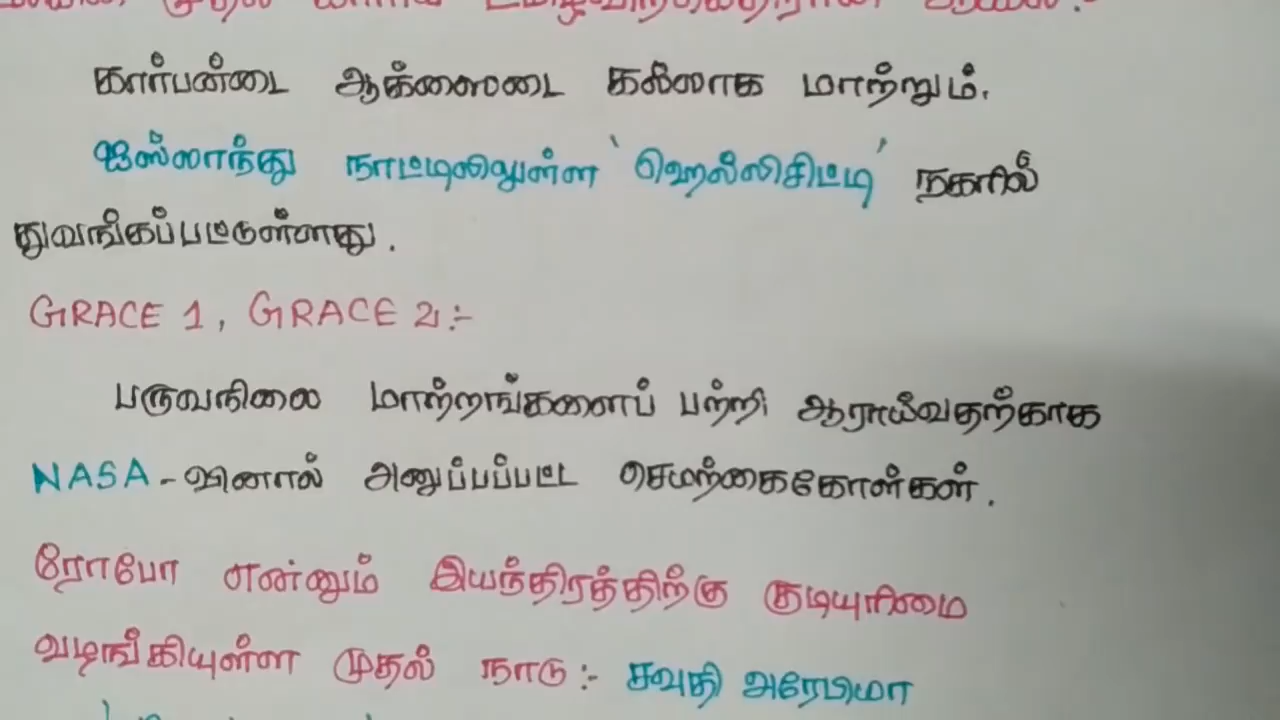 கார்பன்டை ஆக்ஸைடை கல்லாக மாற்றும்.
ஐஸ்லாந்து நாட்டிலுள்ள 'ஹெல்லிசிட்டி' நகரில்
துவங்கப்பட்டுள்ளது.
GRACE 1, GRACE 2:-
பருவநிலை மாற்றங்களைப் பற்றி ஆராய்வதற்காக
NASA-வினால் அனுப்பப்பட்ட செயற்கைகோள்கள்.
ரோபோ என்னும் இயந்திரத்திற்கு குடியுரிமை
வழங்கியுள்ள முதல் நாடு:- சவுதி அரேபியா